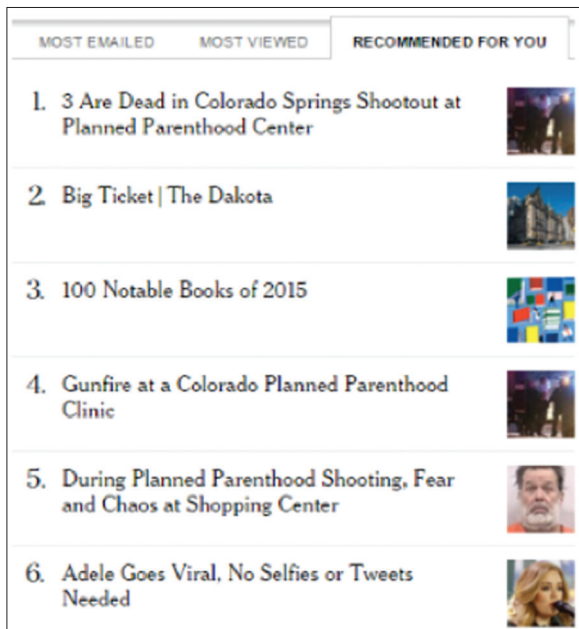 MOST EMAILED MOST VIEWED RECOMMENDED FOR YOU
1. 3 Are Dead in Colorado Springs Shootout at
Planned Parenthood Center
2. Big Ticket | The Dakota
3. 100 Notable Books of 2015
4. Gunfire at a Colorado Planned Parenthood
Clinic
5. During Planned Parenthood Shooting, Fear
and Chaos at Shopping Center
6. Adele Goes Viral, No Selfies or Tweets
Needed